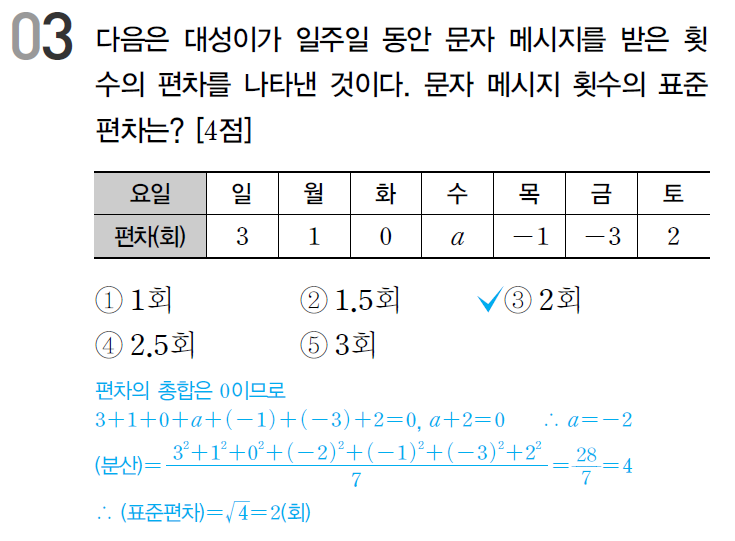 03 다음은 대성이가 일주일 동안 문자 메시지를 받은 횟
수의 편차를 나타낸 것이다. 문자 메시지 횟수의 표준
편차는? [4점]
요일 일 월 화 수 목 금 토
편차(회) 3 1 0 a −1 −3 2
① 1회 ② 1.5회 ③ 2회
④ 2.5회 ⑤ 3회
편차의 총합은 0이므로
3+1+0+a+(−1)+(−3)+2=0, a+2=0 ∴ a=−2
(분산)=(3²+1²+0²+(−2)²+(−1)²+(−3)²+2²)/7=28/7=4
∴ (표준편차)=√4=2(회)